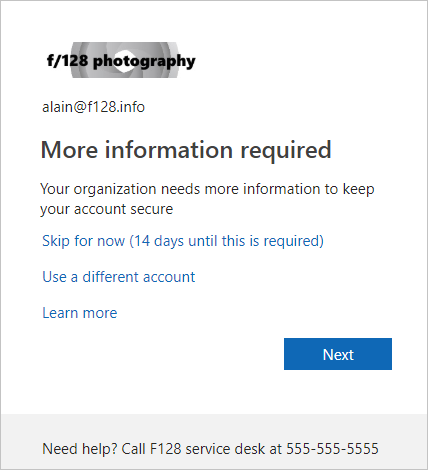 f/128 photography
alain@f128.info
More information required
Your organization needs more information to keep
your account secure
Skip for now (14 days until this is required)
Use a different account
Learn more
Next
Need help? Call F128 service desk at 555-555-5555